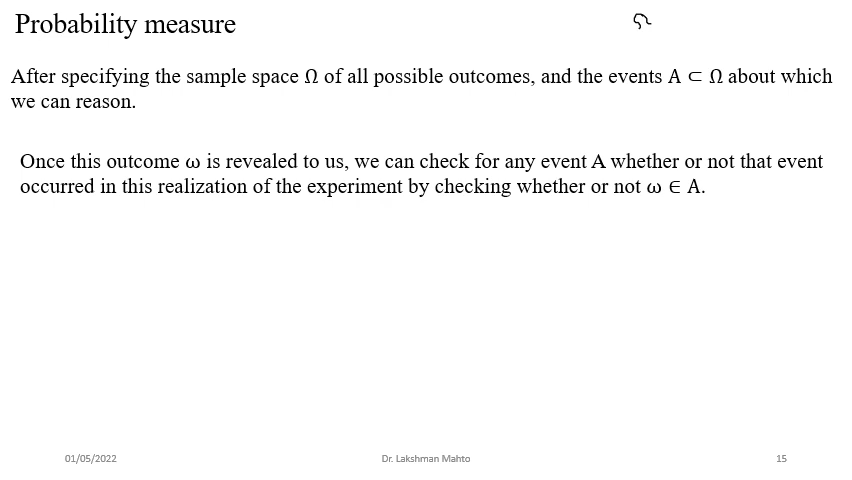 Probability measure
After specifying the sample space Ω of all possible outcomes, and the events A ⊂ Ω about which
we can reason.
Once this outcome ω is revealed to us, we can check for any event A whether or not that event
occurred in this realization of the experiment by checking whether or not ω ∈ A.
01/05/2022 Dr. Lakshman Mahto 15